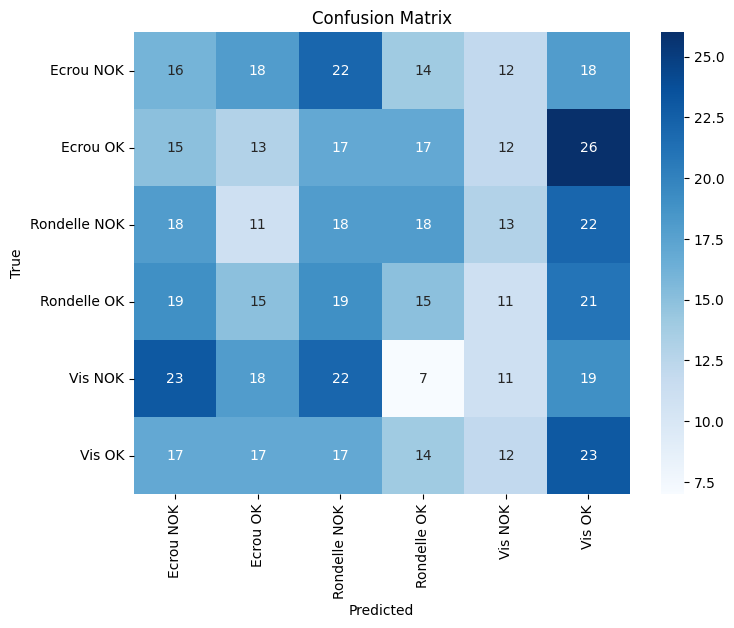 Confusion Matrix
True
Ecrou NOK 16 18 22 14 12 18
Ecrou OK 15 13 17 17 12 26
Rondelle NOK 18 11 18 18 13 22
Rondelle OK 19 15 19 15 11 21
Vis NOK 23 18 22 7 11 19
Vis OK 17 17 17 14 12 23
Ecrou NOK
Ecrou OK
Rondelle NOK
Rondelle OK
Vis NOK
Vis OK
Predicted
25.0
22.5
20.0
17.5
15.0
12.5
10.0
7.5